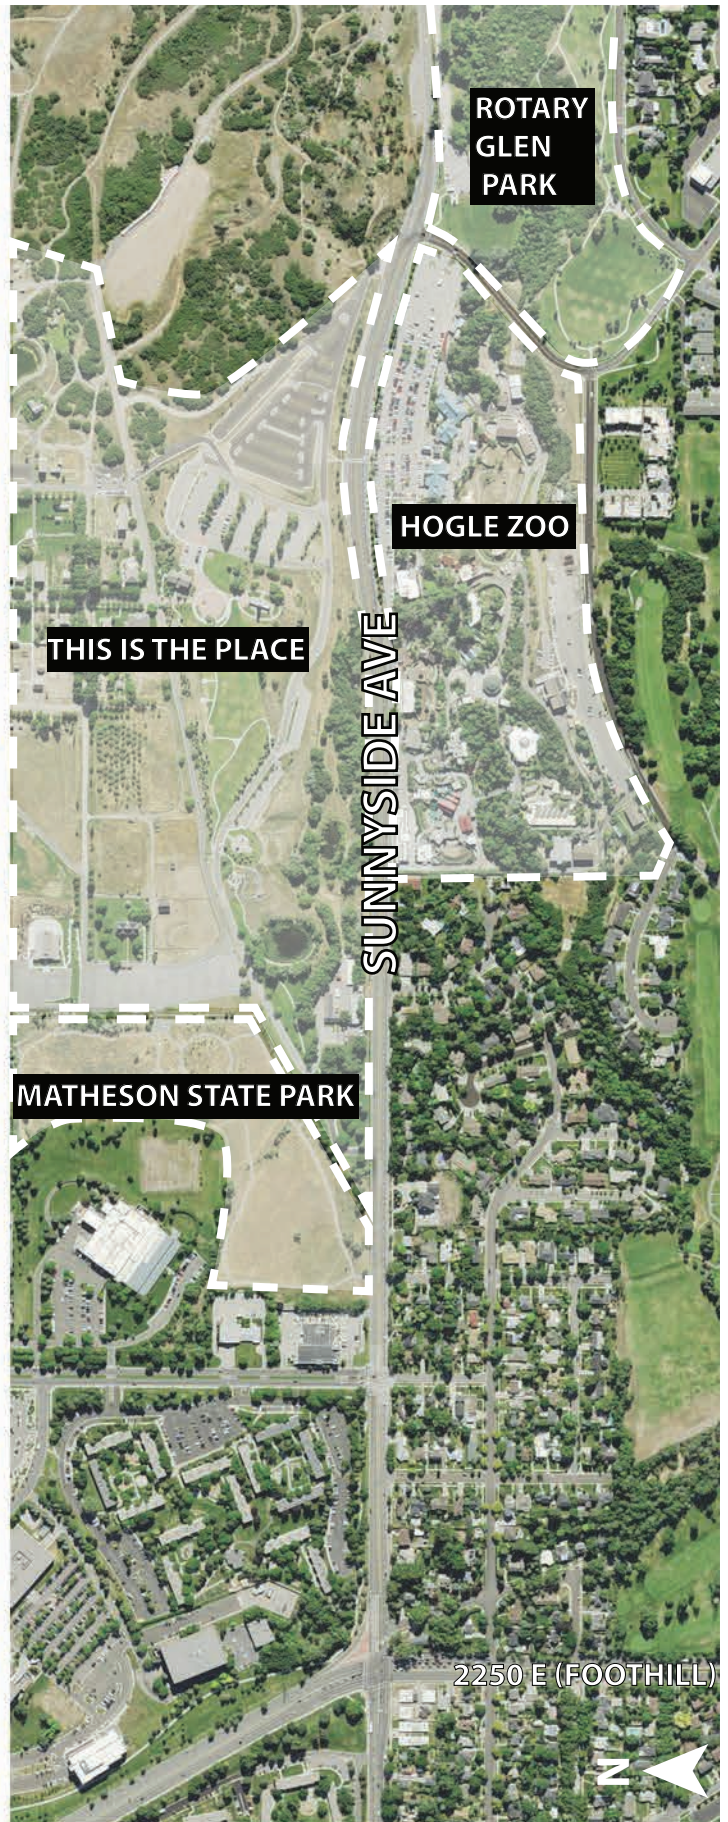 ROTARY
GLEN
PARK
HOGLE ZOO
THIS IS THE PLACE
SUNNYSIDE AVE
MATHESON STATE PARK
2250 E (FOOTHILL)
N